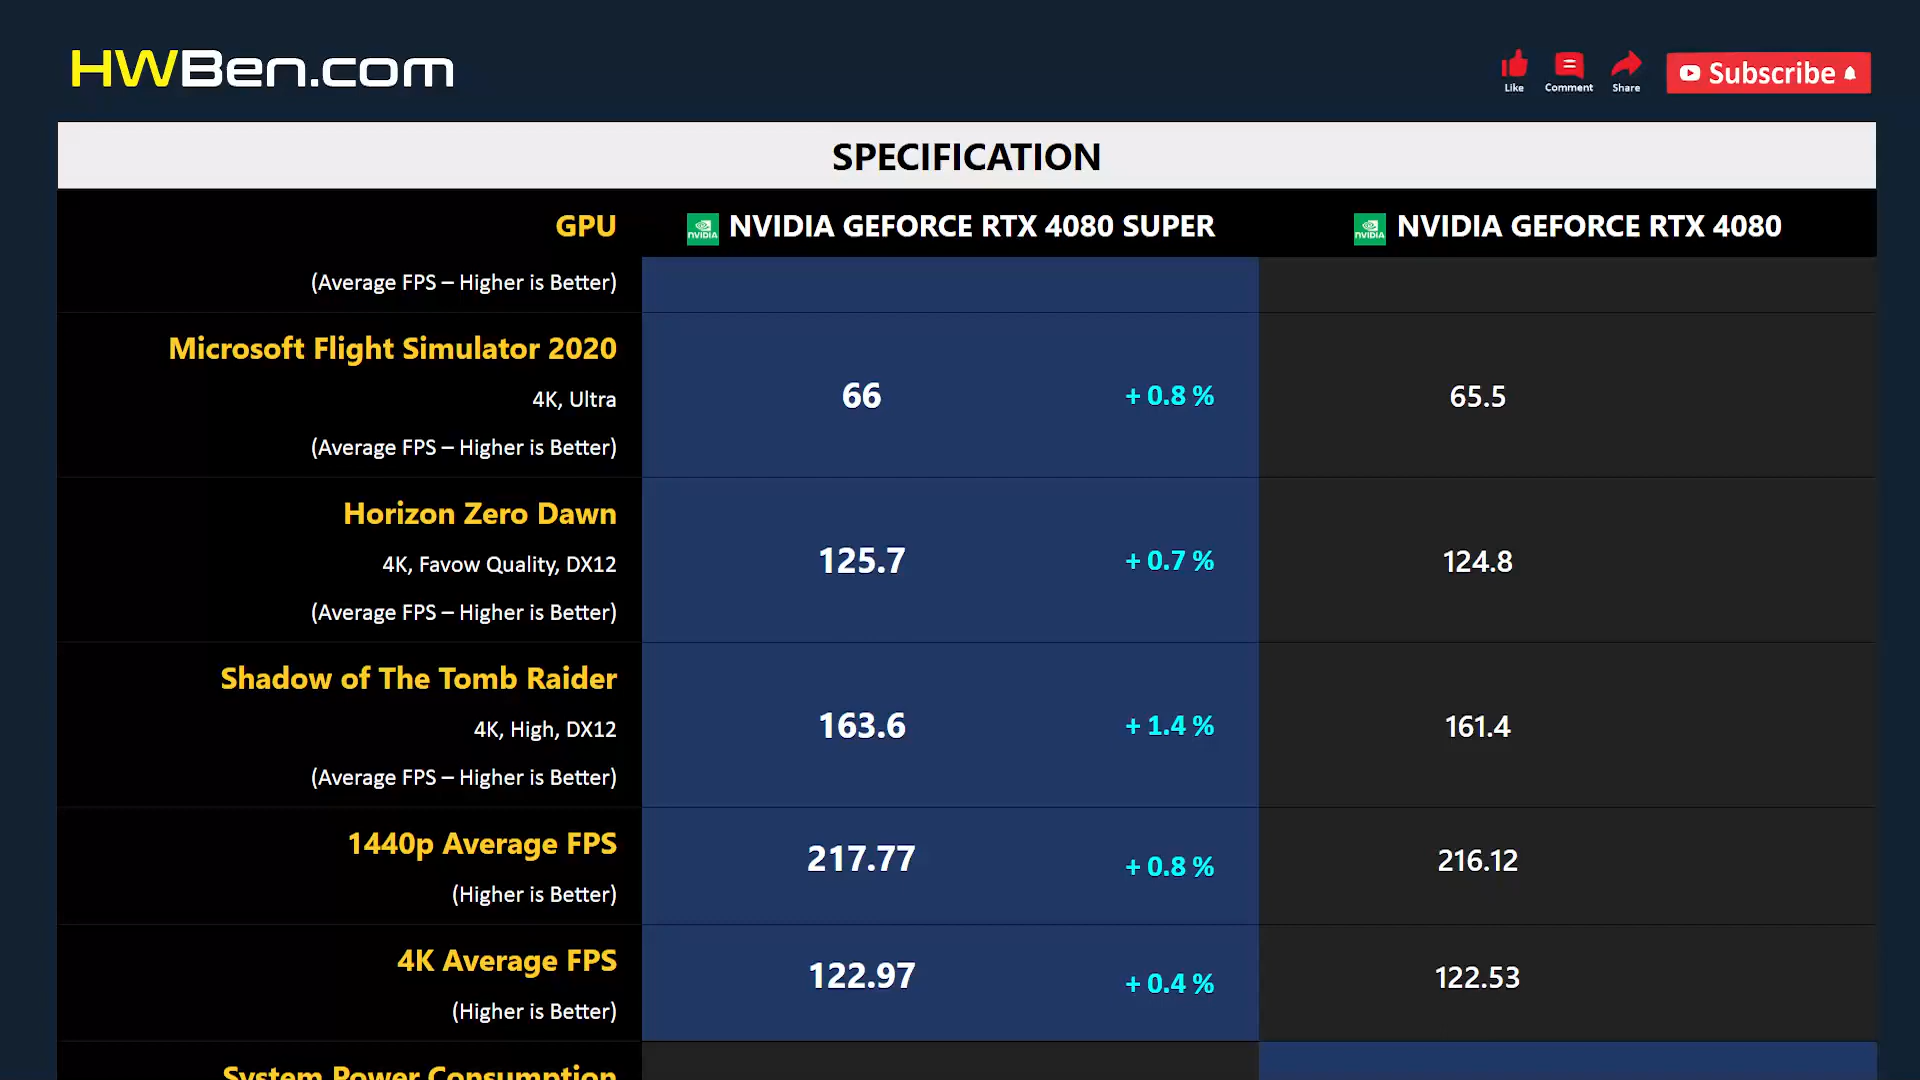 HWBen.com
Like
Comment
Share
Subscribe
SPECIFICATION
GPU
NVIDIA NVIDIA GEFORCE RTX 4080 SUPER
NVIDIA NVIDIA GEFORCE RTX 4080
(Average FPS – Higher is Better)
Microsoft Flight Simulator 2020
4K, Ultra
(Average FPS – Higher is Better)
66
+ 0.8 %
65.5
Horizon Zero Dawn
4K, Favow Quality, DX12
(Average FPS – Higher is Better)
125.7
+ 0.7 %
124.8
Shadow of The Tomb Raider
4K, High, DX12
(Average FPS – Higher is Better)
163.6
+ 1.4 %
161.4
1440p Average FPS
(Higher is Better)
217.77
+ 0.8 %
216.12
4K Average FPS
(Higher is Better)
122.97
+ 0.4 %
122.53
System Power Consumption